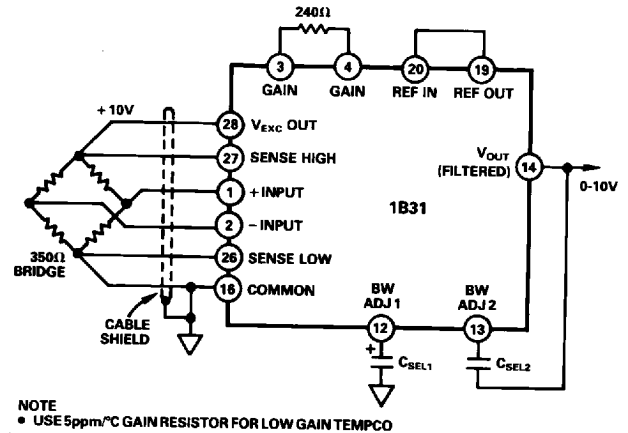 240Ω
3
4
20
19
GAIN
GAIN
REF IN
REF OUT
+10V
28
VEXC OUT
27
SENSE HIGH
VOUT
(FILTERED)
14
0-10V
1
+INPUT
1B31
2
-INPUT
350Ω
BRIDGE
26
SENSE LOW
16
COMMON
CABLE
SHIELD
BW
ADJ 1
BW
ADJ 2
12
13
+
CSEL1
CSEL2
NOTE
• USE 5ppm/°C GAIN RESISTOR FOR LOW GAIN TEMPCO